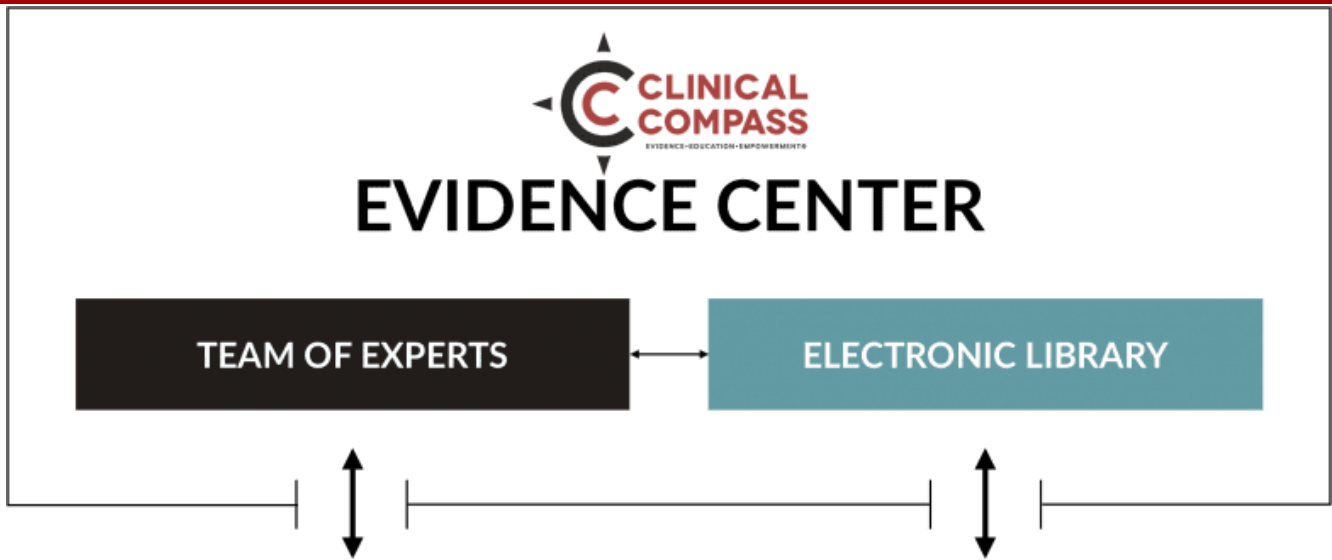 CLINICAL
COMPASS
EVIDENCE•EDUCATION•EMPOWERMENT®
EVIDENCE CENTER
TEAM OF EXPERTS
ELECTRONIC LIBRARY